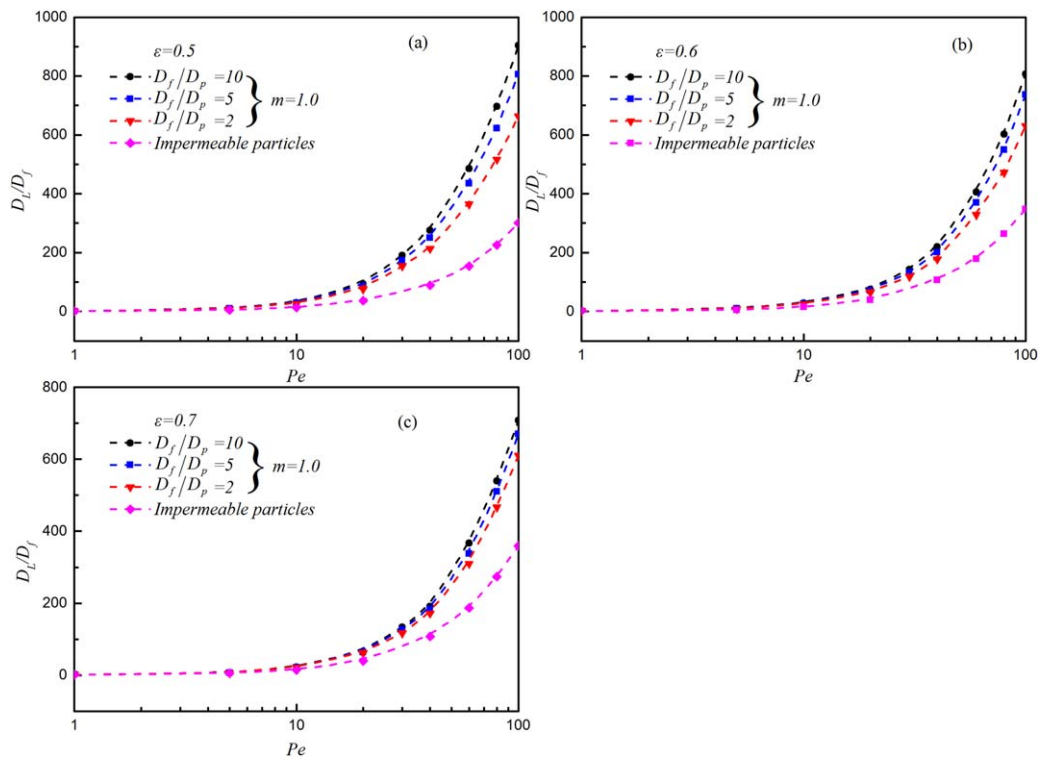 (a)
ε=0.5
D_f/D_p =10
D_f/D_p =5
D_f/D_p =2
m=1.0
Impermeable particles
1000
800
600
400
200
0
D_L/D_f
1 10 100
Pe
(b)
ε=0.6
D_f/D_p =10
D_f/D_p =5
D_f/D_p =2
m=1.0
Impermeable particles
1000
800
600
400
200
0
D_L/D_f
1 10 100
Pe
(c)
ε=0.7
D_f/D_p =10
D_f/D_p =5
D_f/D_p =2
m=1.0
Impermeable particles
800
600
400
200
0
D_L/D_f
1 10 100
Pe